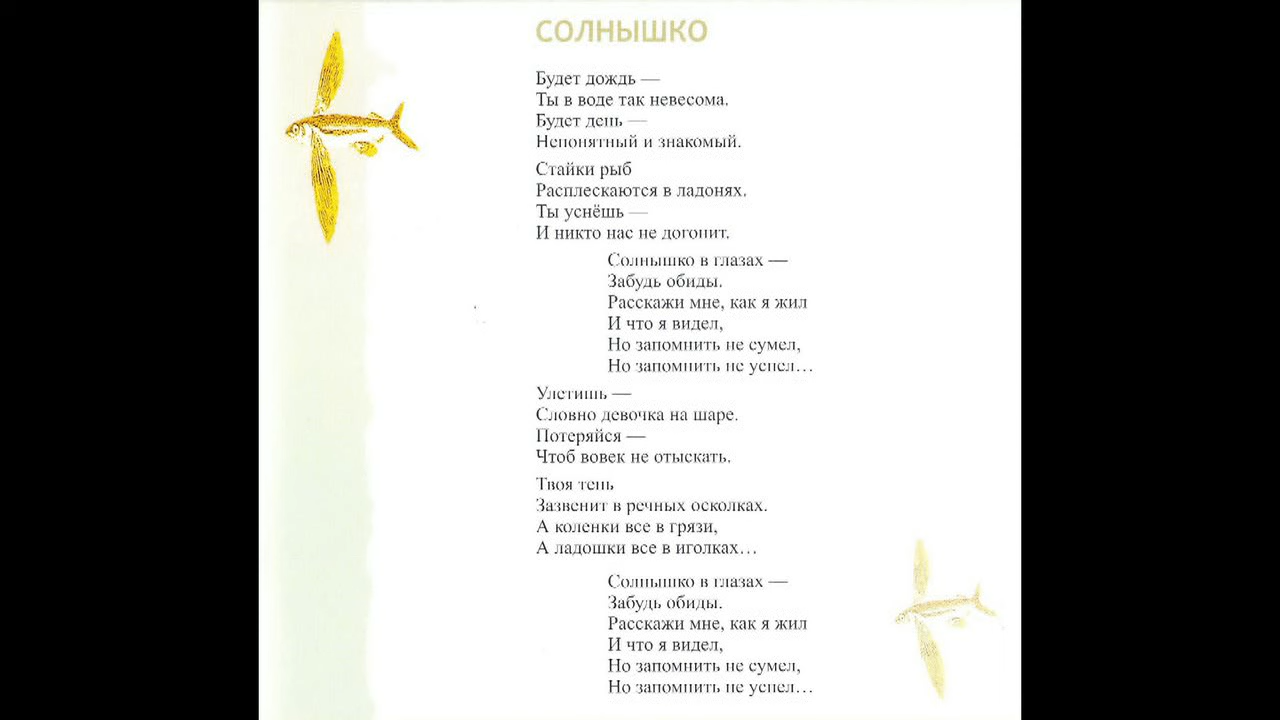 СОЛНЫШКО
Будет дождь —
Ты в воде так невесома.
Будет день —
Непонятный и знакомый.
Стайки рыб
Расплескаются в ладонях.
Ты уснёшь —
И никто нас не догонит.
Солнышко в глазах —
Забудь обиды.
Расскажи мне, как я жил
И что я видел,
Но запомнить не сумел,
Но запомнить не успел…
Улетишь —
Словно девочка на шаре.
Потеряйся —
Чтоб вовек не отыскать.
Твоя тень
Зазвенит в речных осколках.
А коленки все в грязи,
А ладошки все в иголках…
Солнышко в глазах —
Забудь обиды.
Расскажи мне, как я жил
И что я видел,
Но запомнить не сумел,
Но запомнить не успел…